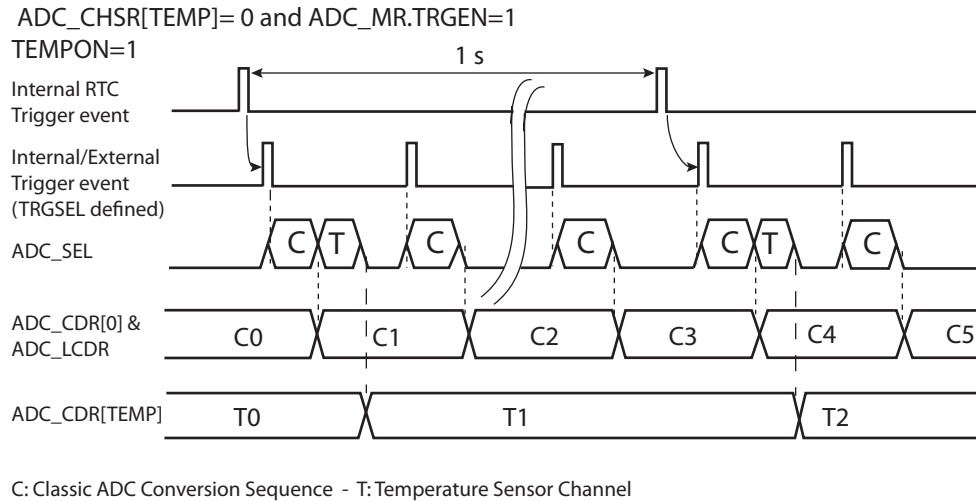 ADC_CHSR[TEMP]= 0 and ADC_MR.TRGEN=1
TEMPON=1
1 s
Internal RTC
Trigger event
Internal/External
Trigger event
(TRGSEL defined)
ADC_SEL
C T C C C T C
ADC_CDR[0] &
ADC_LCDR
C0 C1 C2 C3 C4 C5
ADC_CDR[TEMP]
T0 T1 T2
C: Classic ADC Conversion Sequence - T: Temperature Sensor Channel